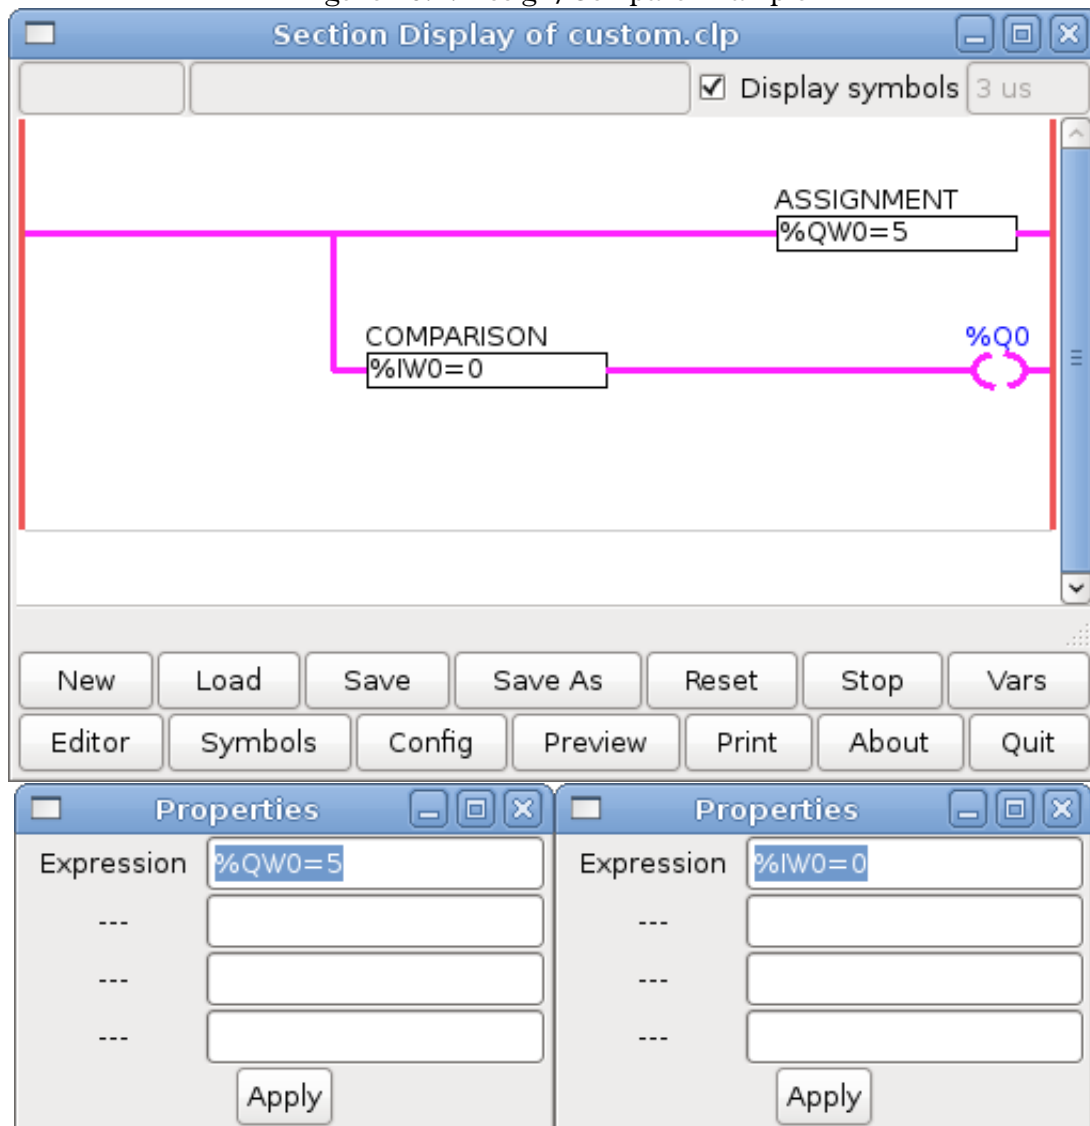 Section Display of custom.clp
Display symbols 3 us
ASSIGNMENT
%QW0=5
COMPARISON %Q0
%IW0=0
New Load Save Save As Reset Stop Vars
Editor Symbols Config Preview Print About Quit
Properties Properties
Expression %QW0=5 Expression %IW0=0
--- ---
--- ---
--- ---
Apply Apply